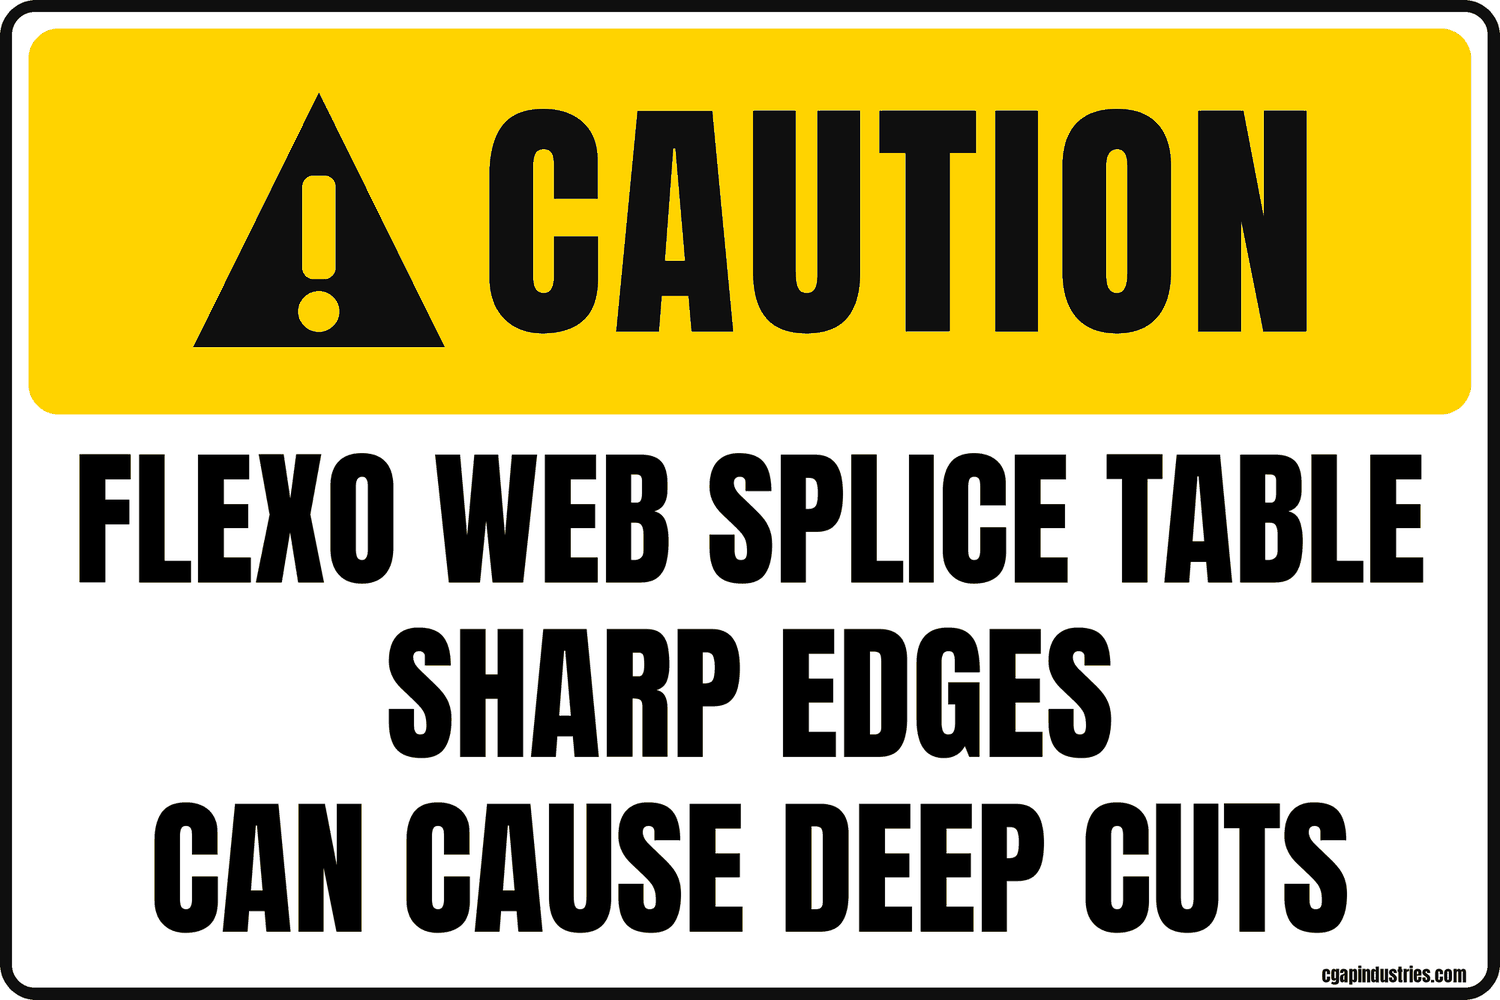 CAUTION
FLEXO WEB SPLICE TABLE
SHARP EDGES
CAN CAUSE DEEP CUTS
cgapindustries.com